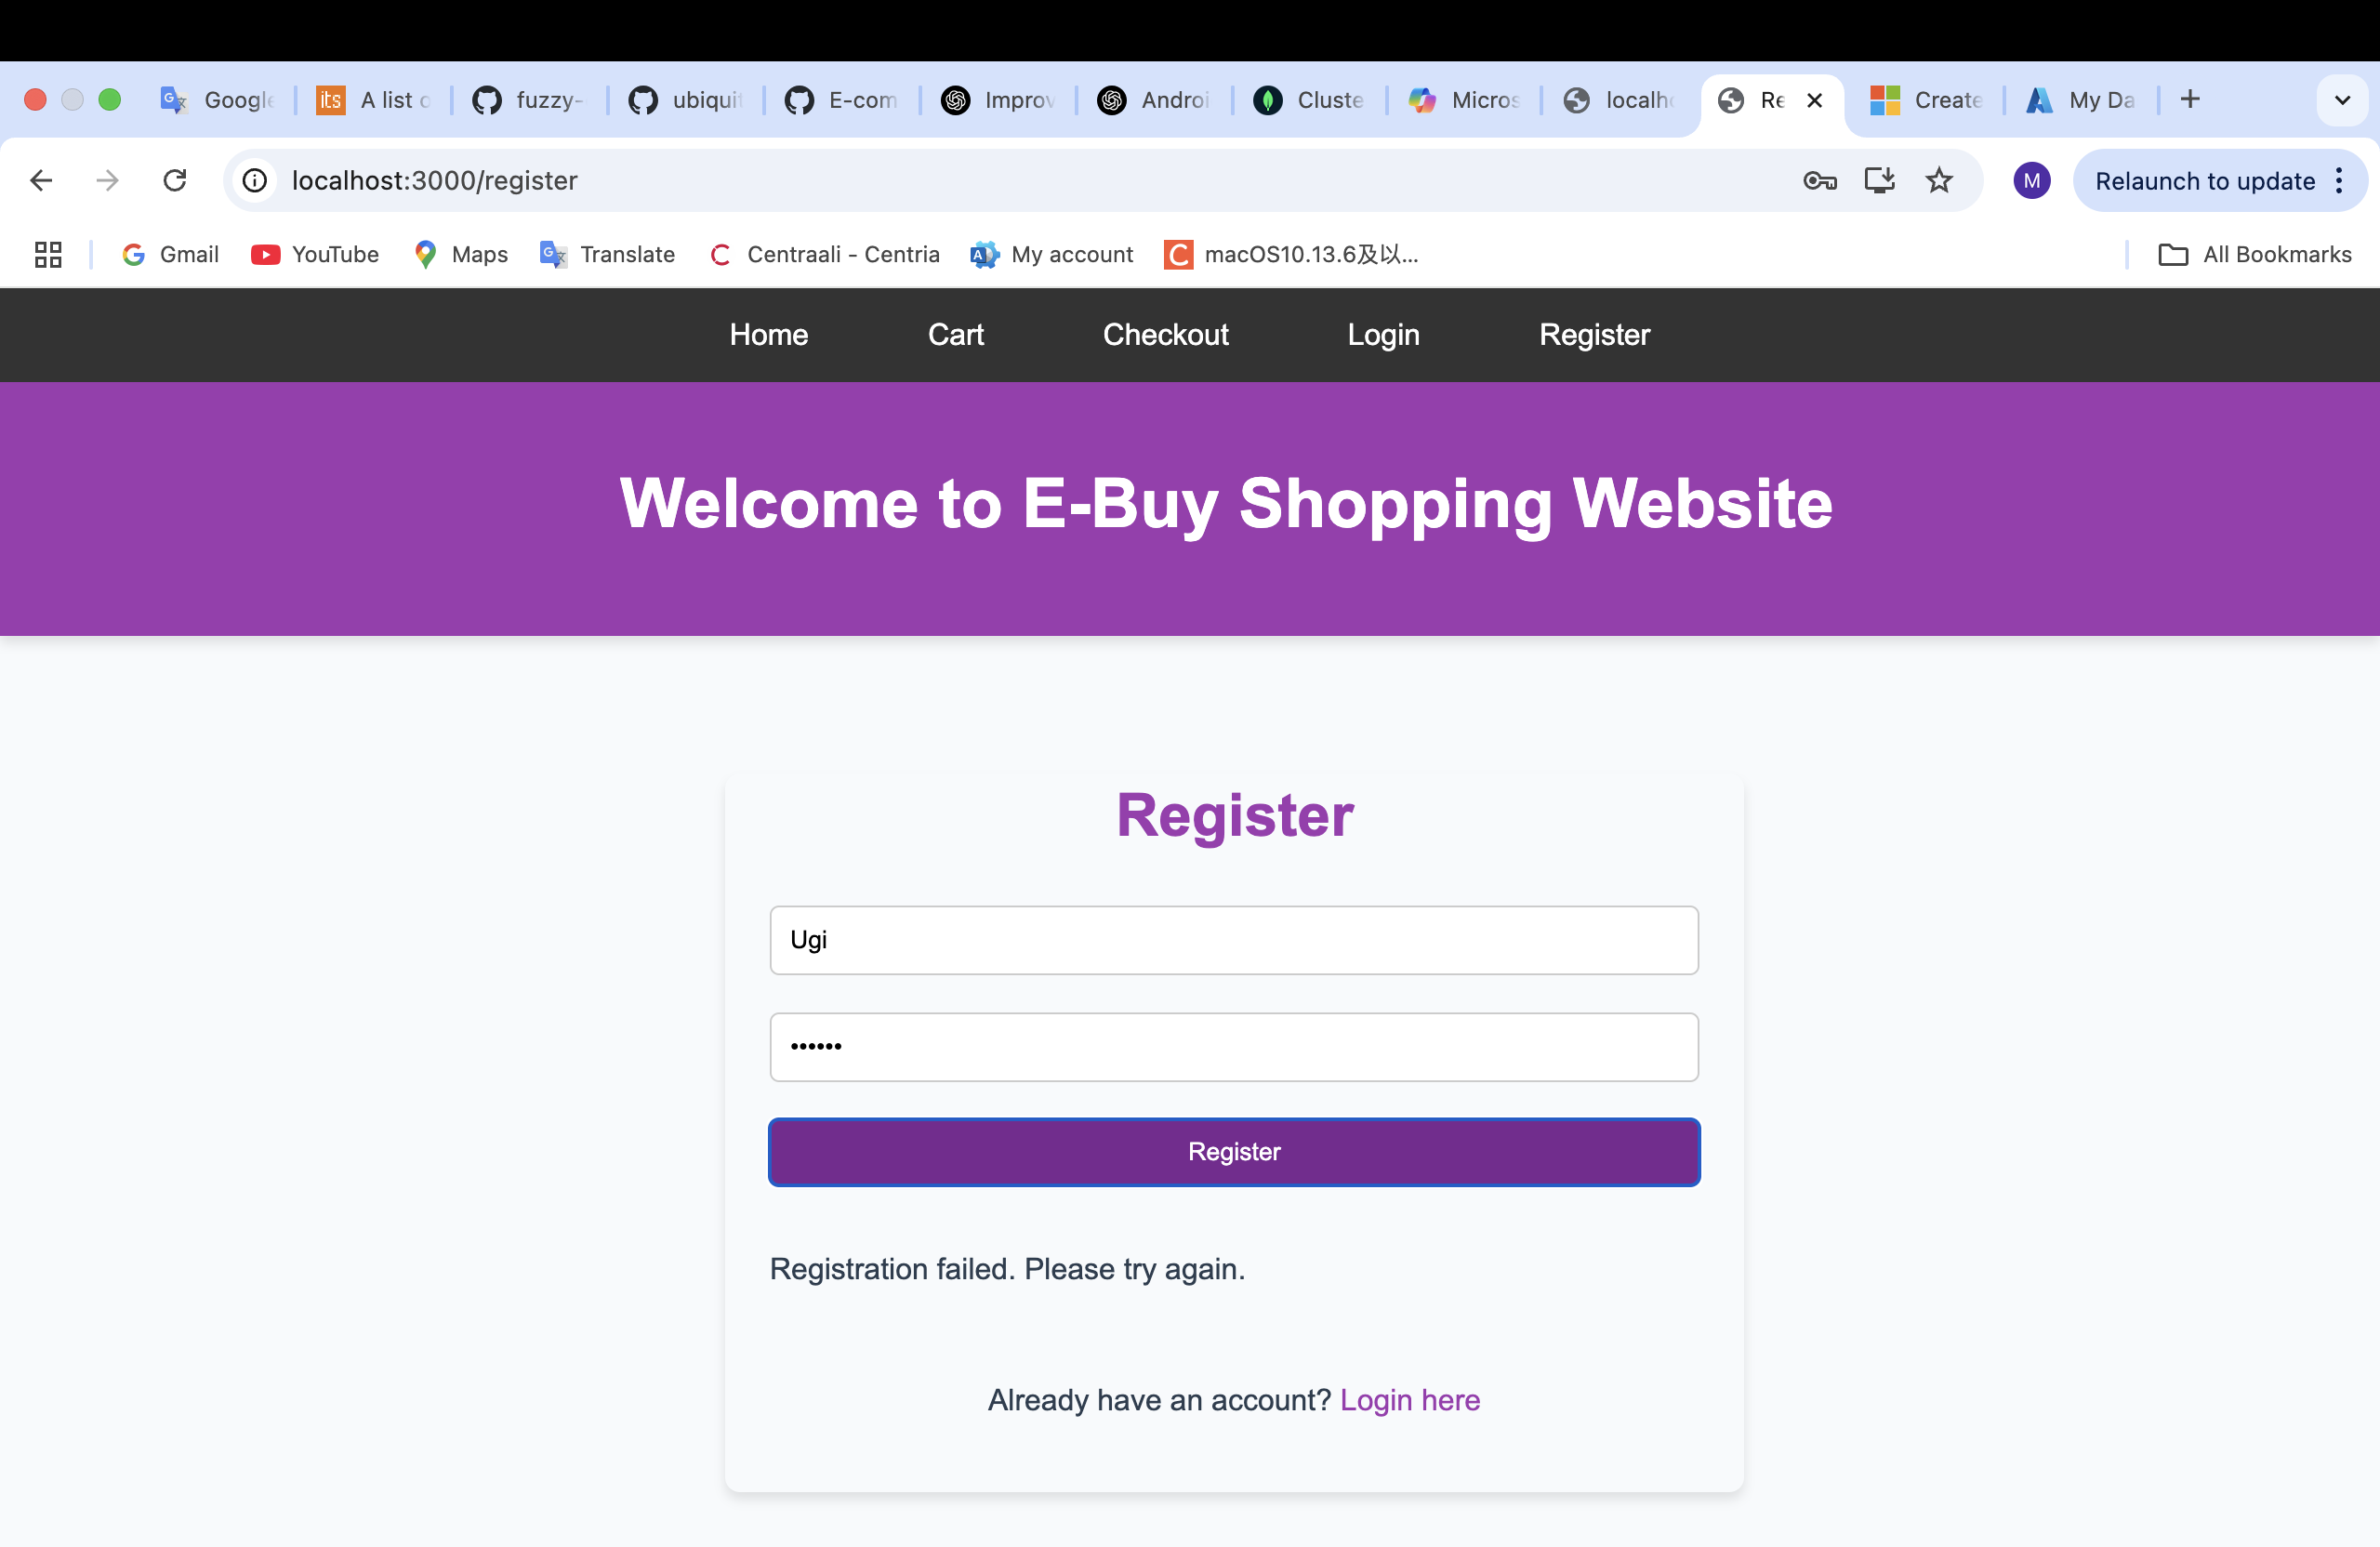 Google
its A list o
fuzzy-
ubiquit
E-com
Improv
Androi
Cluste
Micros
localho
Re
Create
My Da
localhost:3000/register
M
Relaunch to update
Gmail
YouTube
Maps
Translate
Centraali - Centria
My account
macOS10.13.6及以...
All Bookmarks
Home Cart Checkout Login Register
Welcome to E-Buy Shopping Website
Register
Ugi
••••••
Register
Registration failed. Please try again.
Already have an account? Login here